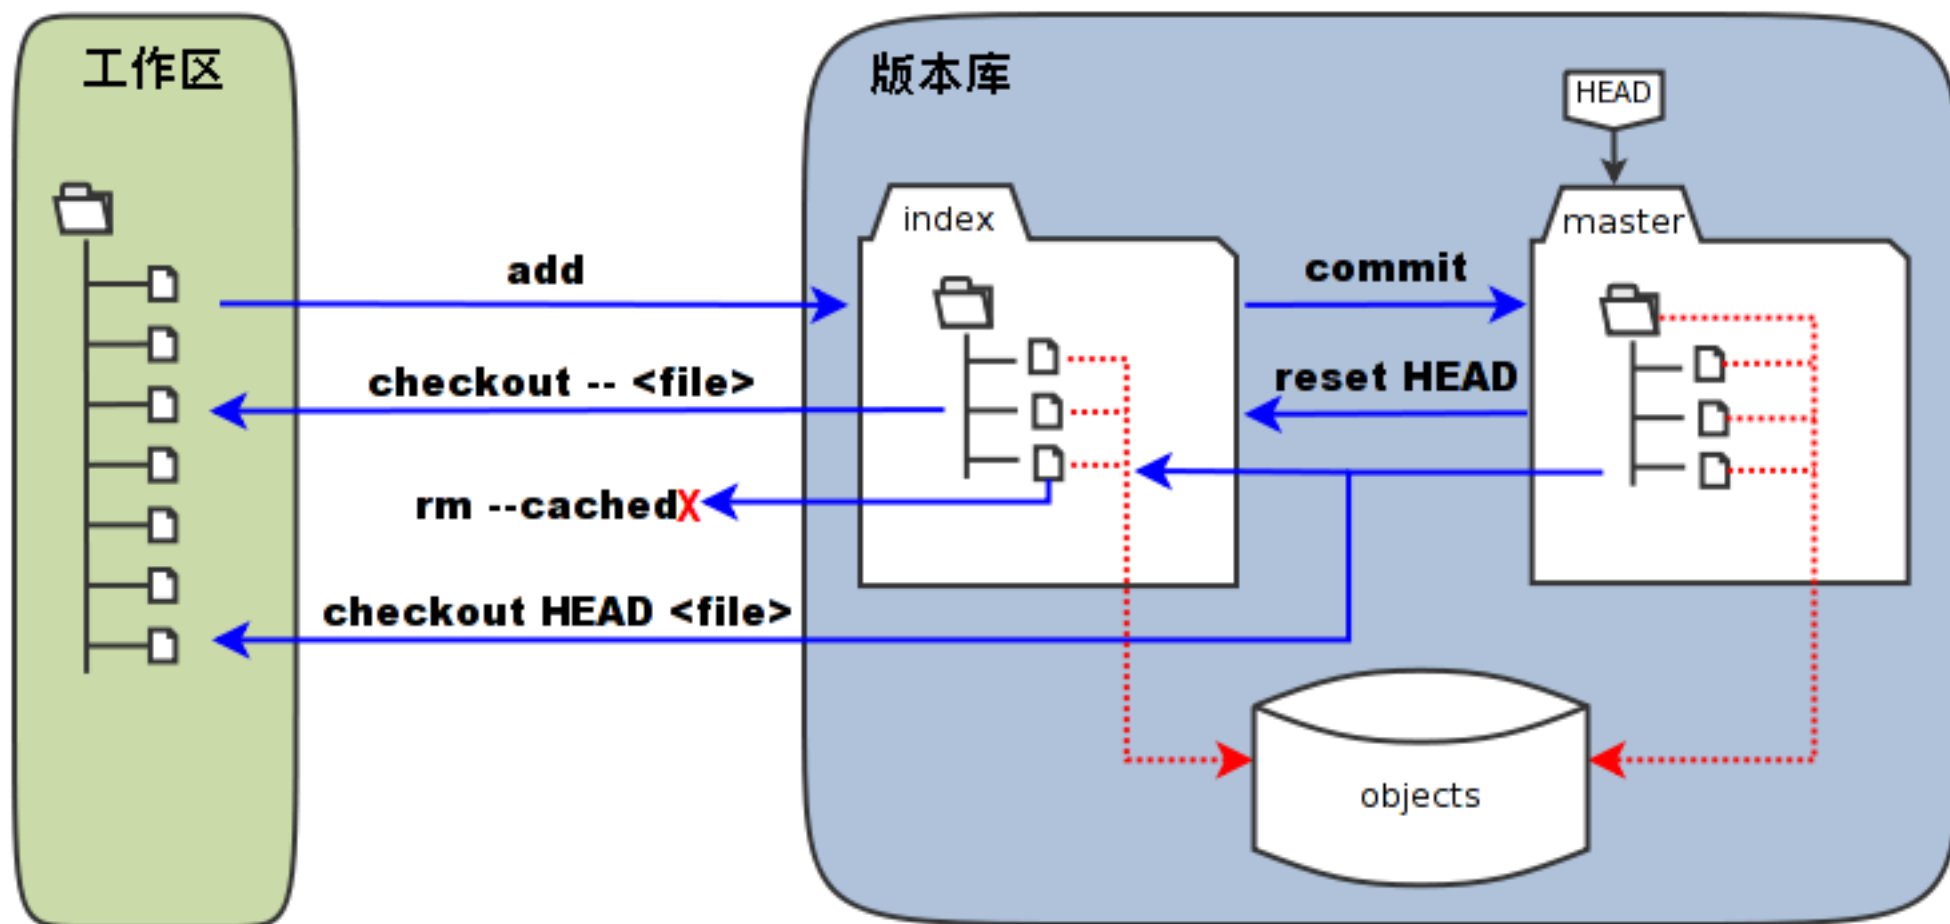 工作区
版本库
HEAD
index
master
add
commit
checkout -- <file>
reset HEAD
rm --cachedX
checkout HEAD <file>
objects